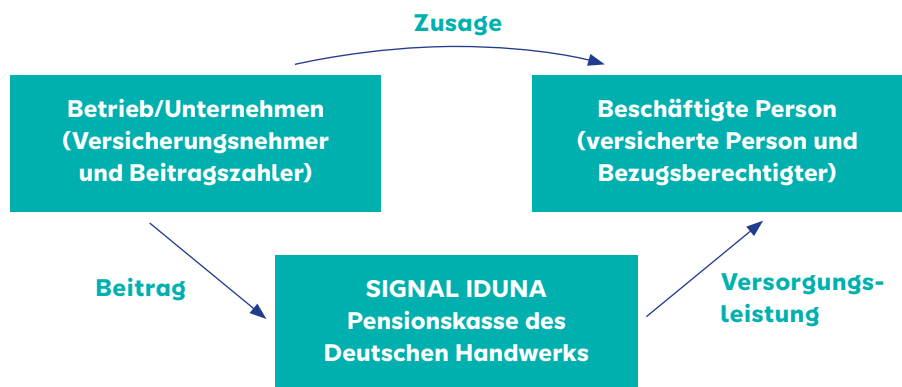 Zusage
Betrieb/Unternehmen
(Versicherungsnehmer
und Beitragszahler)
Beschäftigte Person
(versicherte Person und
Bezugsberechtigter)
Beitrag
SIGNAL IDUNA
Pensionskasse des
Deutschen Handwerks
Versorgungs-
leistung